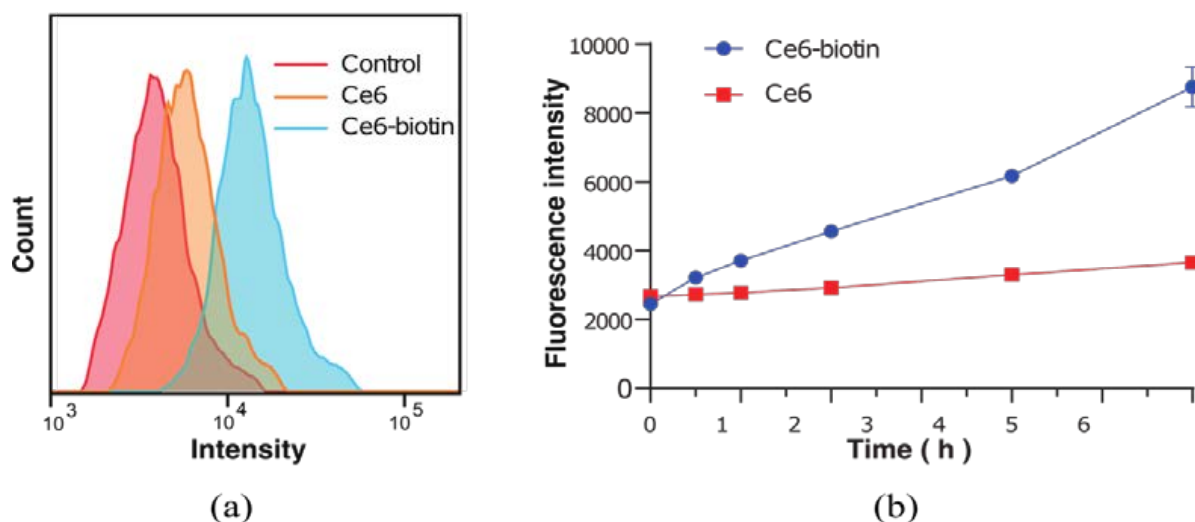 Control
Ce6
Ce6-biotin
Count
10³ 10⁴ 10⁵
Intensity
(a)
Ce6-biotin
Ce6
Fluorescence intensity
10000
8000
6000
4000
2000
0
0 1 2 3 4 5 6
Time ( h )
(b)